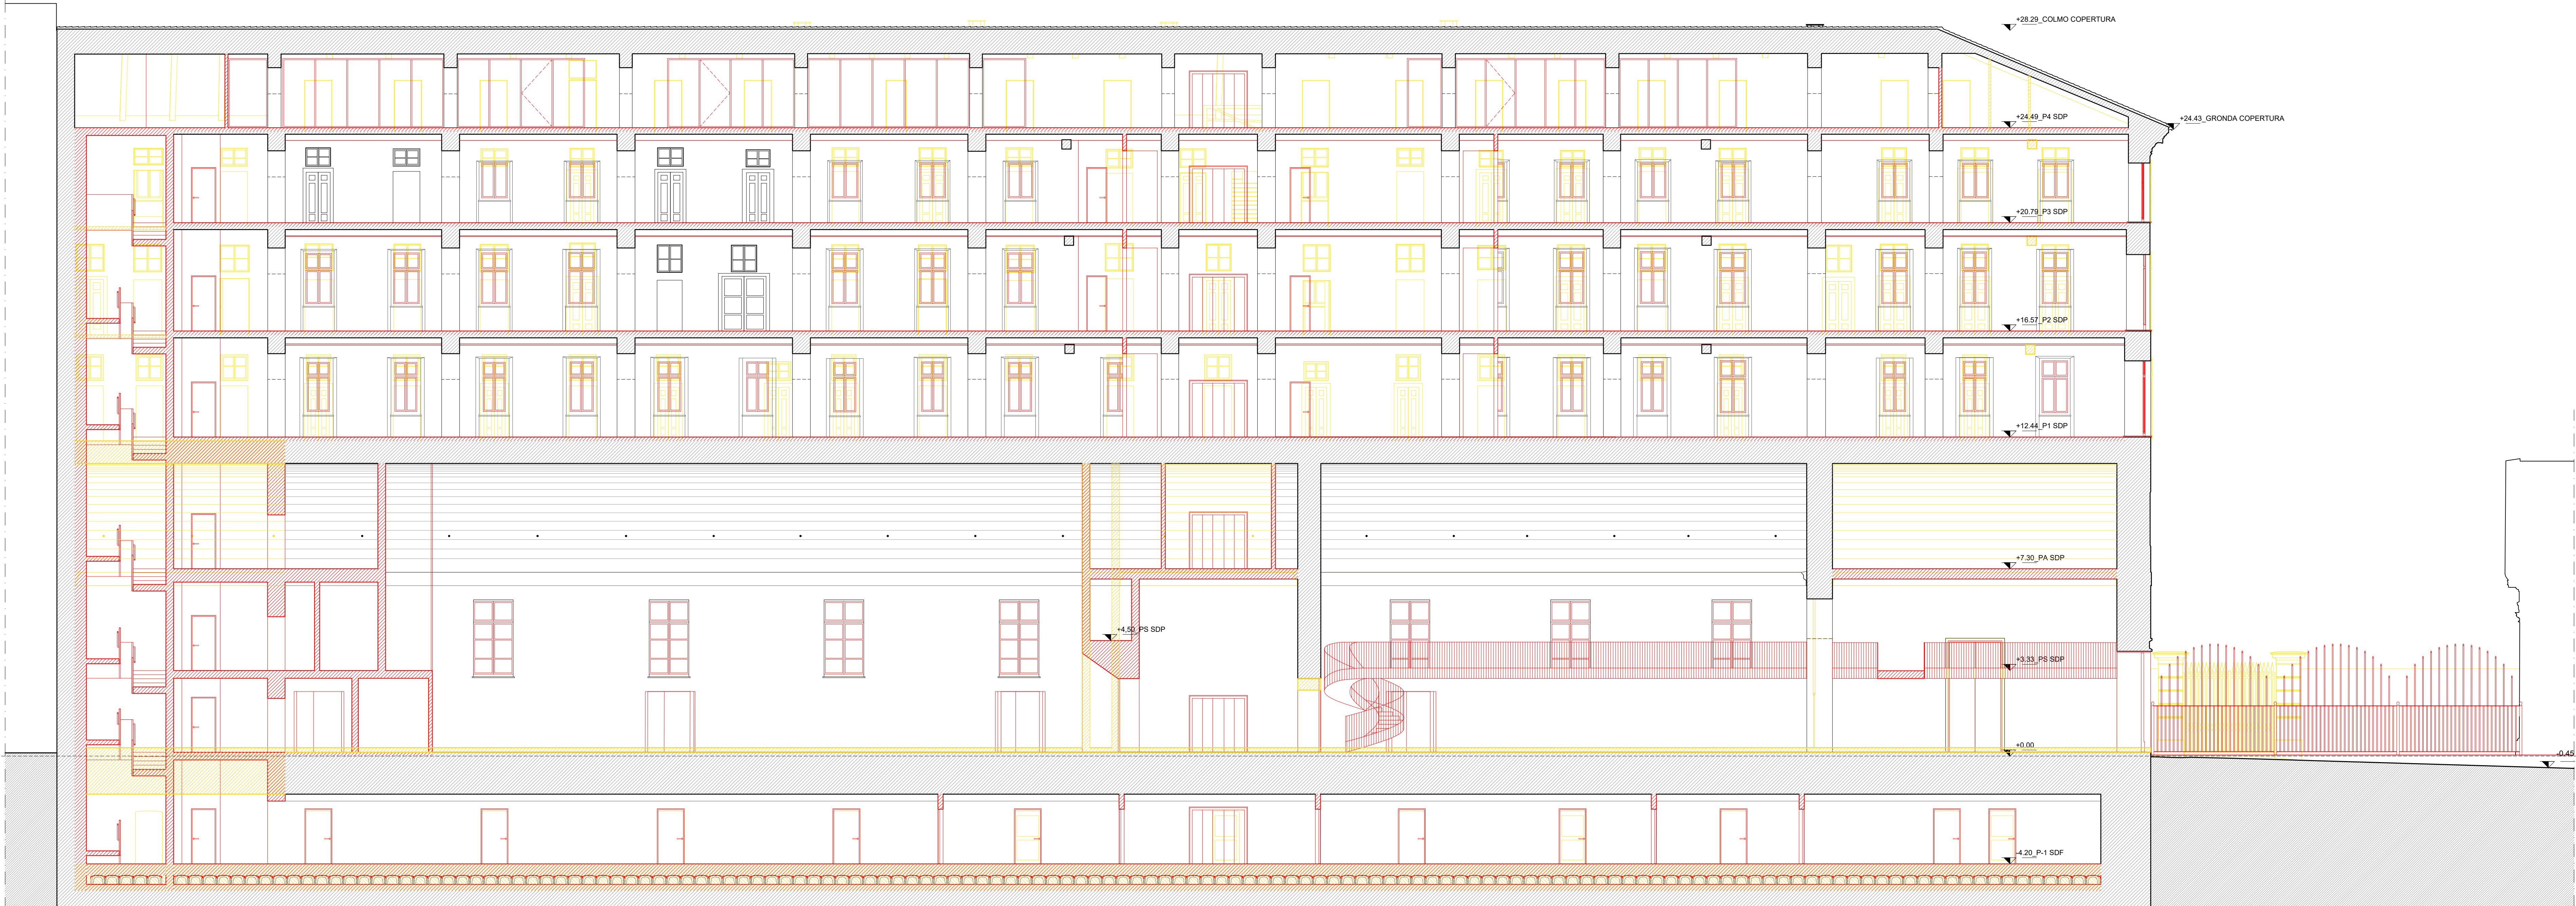 +28.29_COLMO COPERTURA
+24.49_P4 SDP
+24.43_GRONDA COPERTURA
+20.79_P3 SDP
+16.57_P2 SDP
+12.44_P1 SDP
+7.30_PA SDP
+4.50_PS SDP
+3.33_PS SDP
+0.00
-0.45
-4.20_P-1 SDF